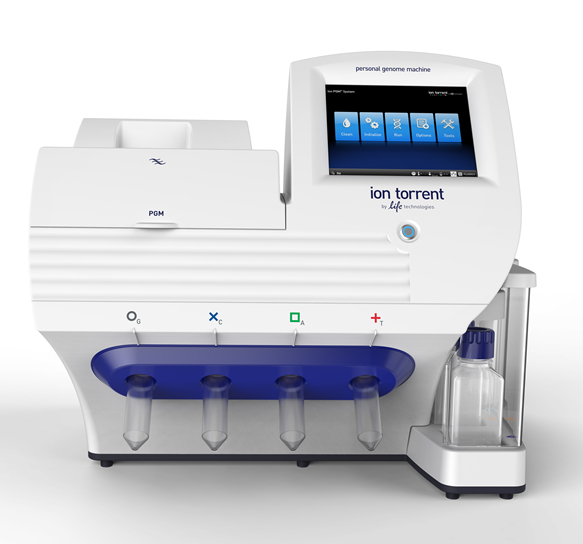 personal genome machine
Ion PGM™ System
ion torrent
Clean
Initialize
Run
Options
Tools
ion torrent
by life technologies
PGM
G
C
A
T